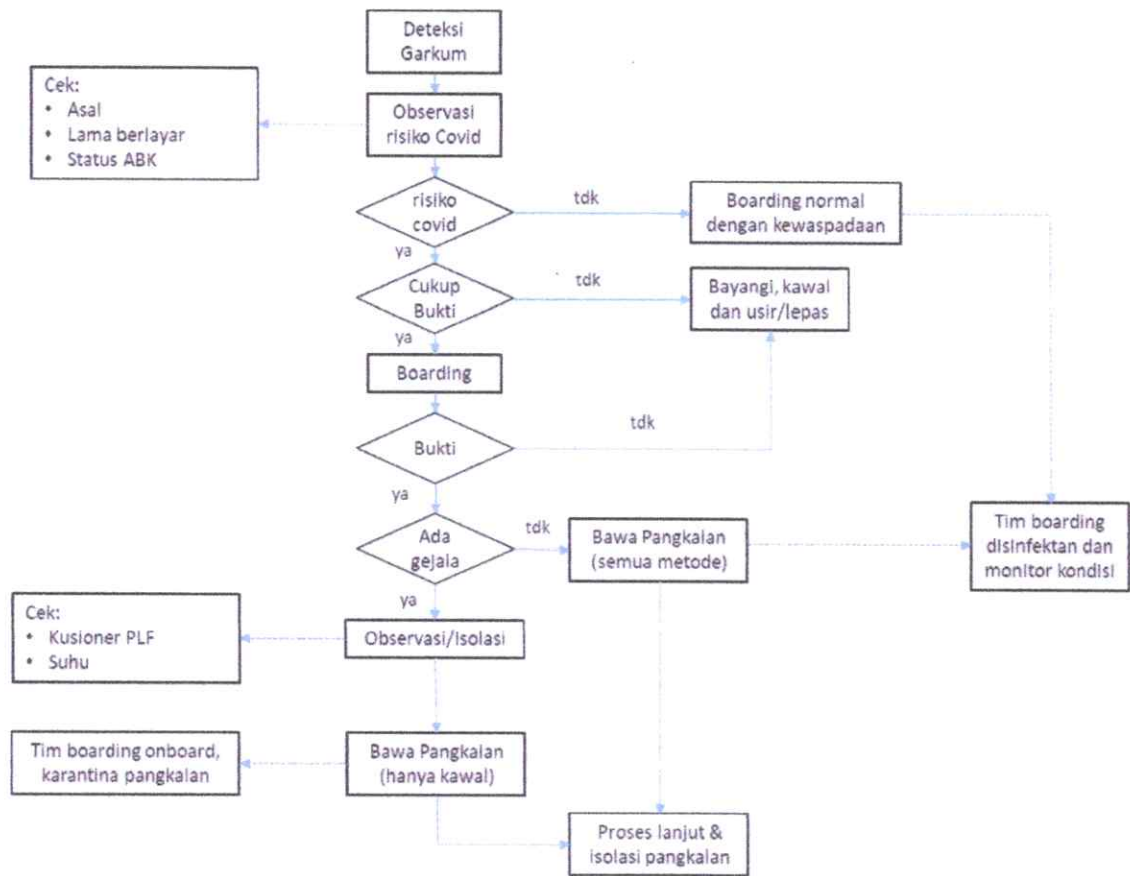 Deteksi
Garkum
Cek:
• Asal
• Lama berlayar
• Status ABK
Observasi
risiko Covid
risiko
covid
tdk
Boarding normal
dengan kewaspadaan
ya
Cukup
Bukti
tdk
Bayangi, kawal
dan usir/lepas
ya
Boarding
Bukti
tdk
ya
Ada
gejala
tdk
Bawa Pangkalan
(semua metode)
Tim boarding
disinfektan dan
monitor kondisi
ya
Cek:
• Kusioner PLF
• Suhu
Observasi/Isolasi
Tim boarding onboard,
karantina pangkalan
Bawa Pangkalan
(hanya kawal)
Proses lanjut &
isolasi pangkalan